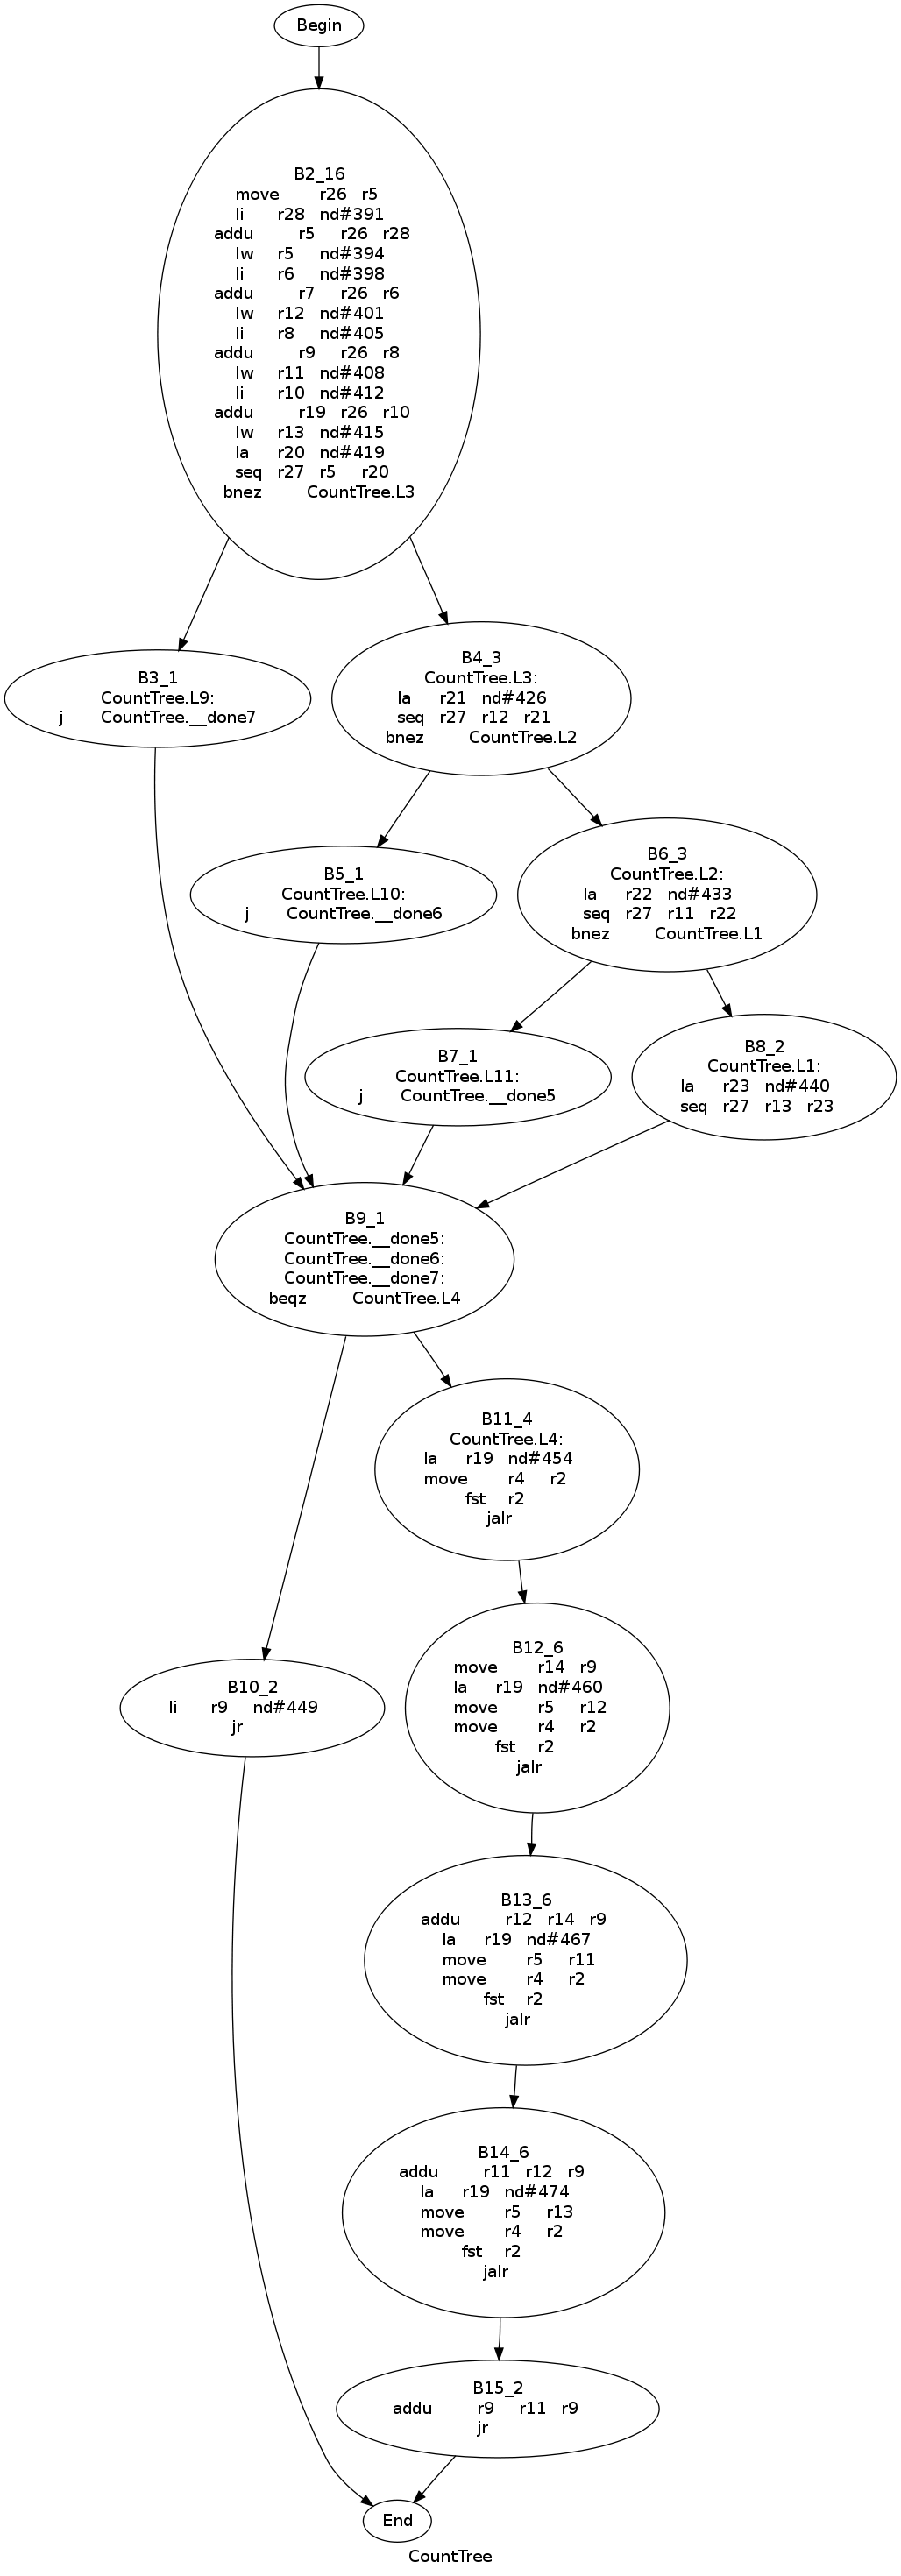 Begin
B2_16
move r26 r5
li r28 nd#391
addu r5 r26 r28
lw r5 nd#394
li r6 nd#398
addu r7 r26 r6
lw r12 nd#401
li r8 nd#405
addu r9 r26 r8
lw r11 nd#408
li r10 nd#412
addu r19 r26 r10
lw r13 nd#415
la r20 nd#419
seq r27 r5 r20
bnez CountTree.L3
B3_1
CountTree.L9:
j CountTree.__done7
B4_3
CountTree.L3:
la r21 nd#426
seq r27 r12 r21
bnez CountTree.L2
B5_1
CountTree.L10:
j CountTree.__done6
B6_3
CountTree.L2:
la r22 nd#433
seq r27 r11 r22
bnez CountTree.L1
B7_1
CountTree.L11:
j CountTree.__done5
B8_2
CountTree.L1:
la r23 nd#440
seq r27 r13 r23
B9_1
CountTree.__done5:
CountTree.__done6:
CountTree.__done7:
beqz CountTree.L4
B11_4
CountTree.L4:
la r19 nd#454
move r4 r2
fst r2
jalr
B10_2
li r9 nd#449
jr
B12_6
move r14 r9
la r19 nd#460
move r5 r12
move r4 r2
fst r2
jalr
B13_6
addu r12 r14 r9
la r19 nd#467
move r5 r11
move r4 r2
fst r2
jalr
B14_6
addu r11 r12 r9
la r19 nd#474
move r5 r13
move r4 r2
fst r2
jalr
B15_2
addu r9 r11 r9
jr
End
CountTree